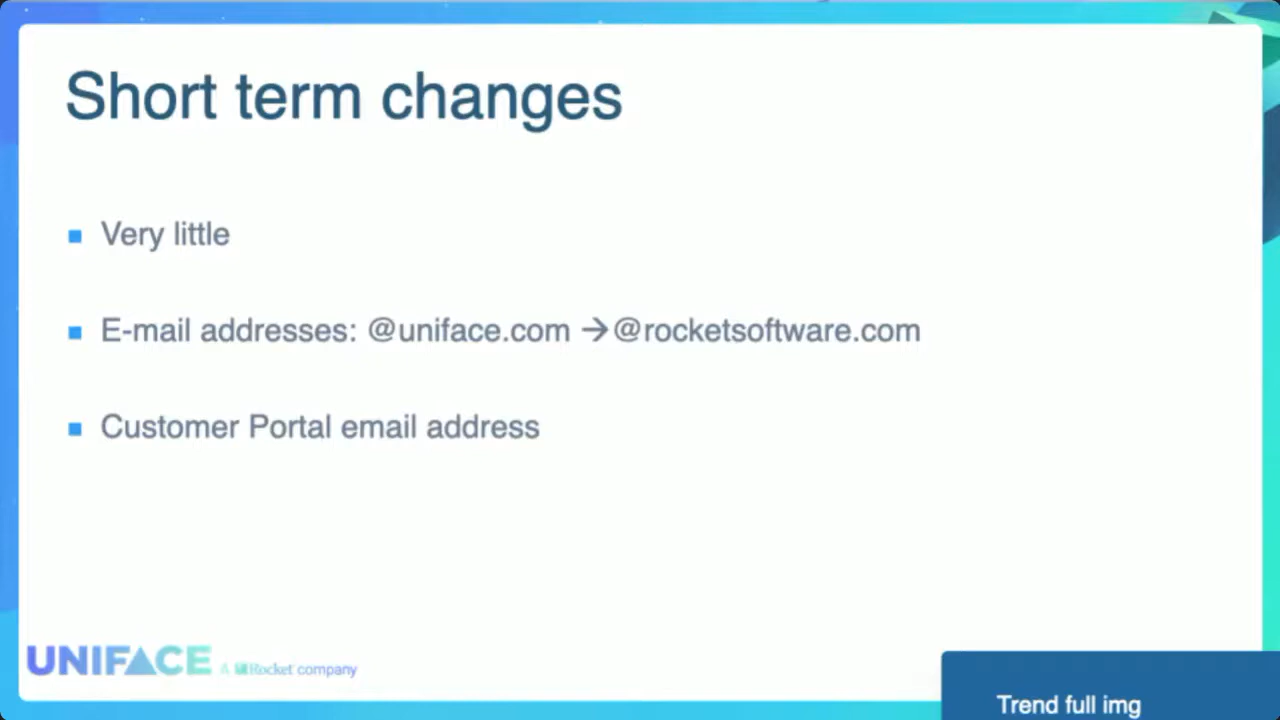 Short term changes
Very little
E-mail addresses: @uniface.com →@rocketsoftware.com
Customer Portal email address
UNIFACE A Rocket company
Trend full img